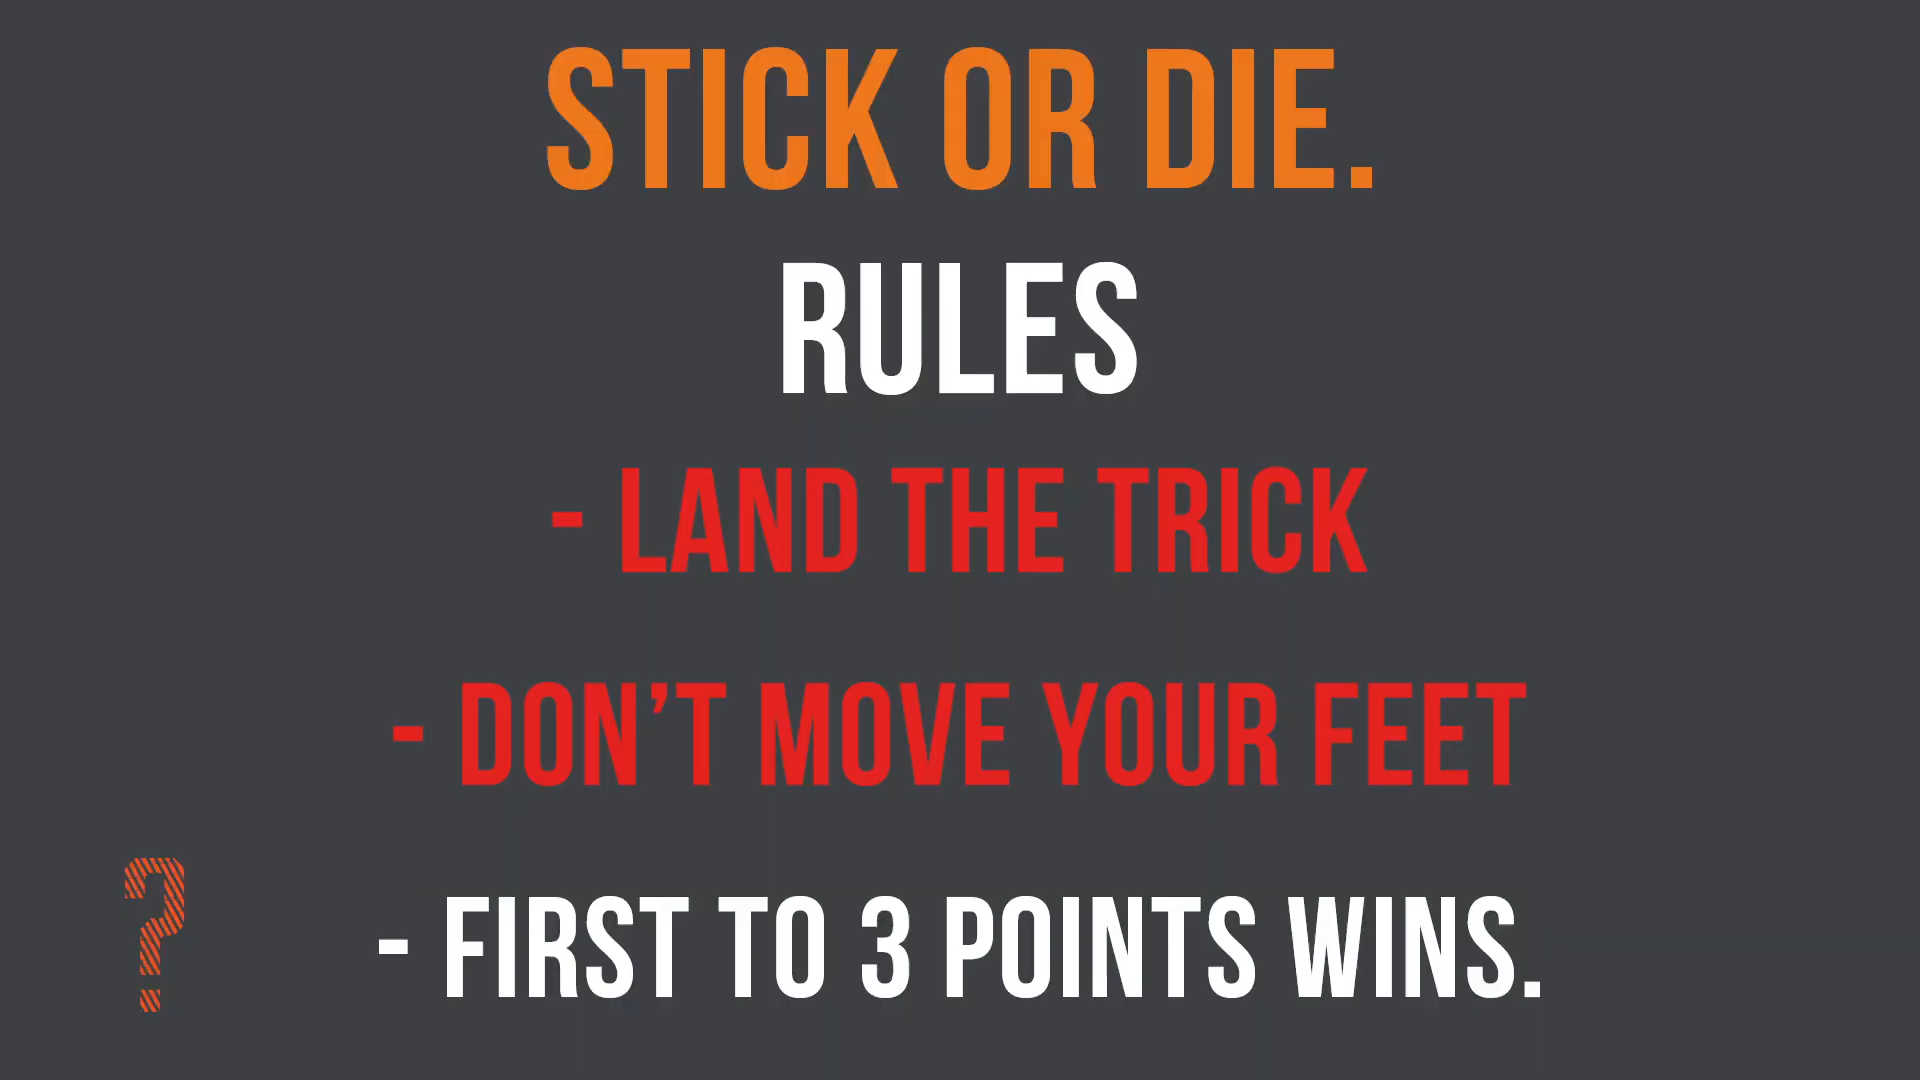 STICK OR DIE.
RULES
- LAND THE TRICK
- DON'T MOVE YOUR FEET
?
- FIRST TO 3 POINTS WINS.